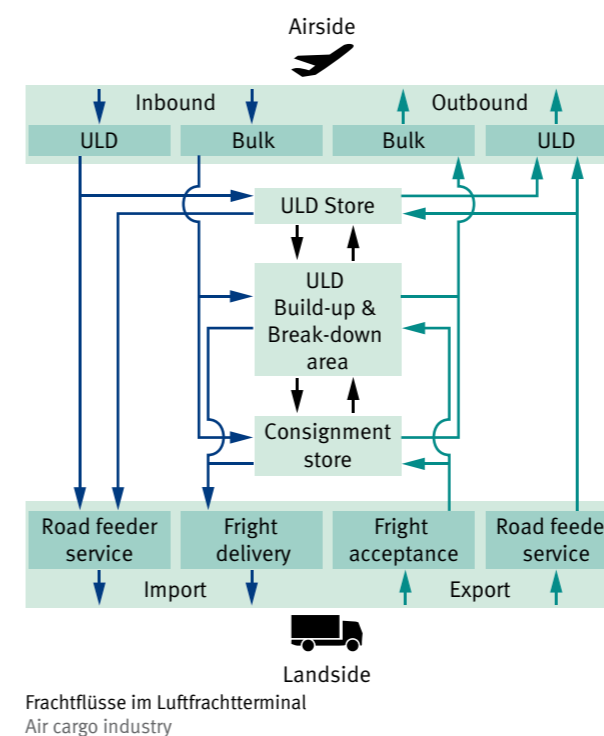 Airside
Inbound
Outbound
ULD
Bulk
Bulk
ULD
ULD Store
ULD
Build-up &
Break-down
area
Consignment
store
Road feeder
service
Fright
delivery
Fright
acceptance
Road feede
service
Import
Export
Landside
Frachtflüsse im Luftfrachtterminal
Air cargo industry